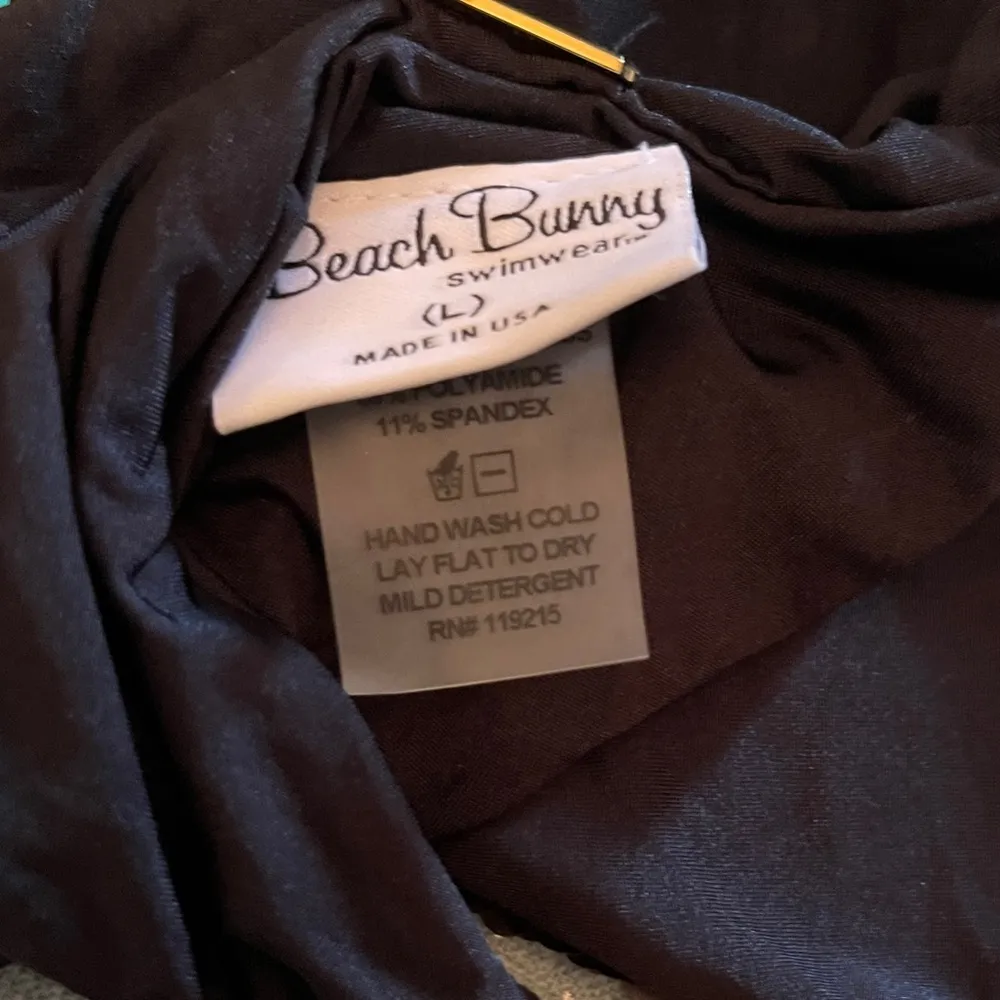 Beach Bunny
swimwear™
(L)
MADE IN USA
POLYAMIDE
11% SPANDEX
HAND WASH COLD
LAY FLAT TO DRY
MILD DETERGENT
RN# 119215